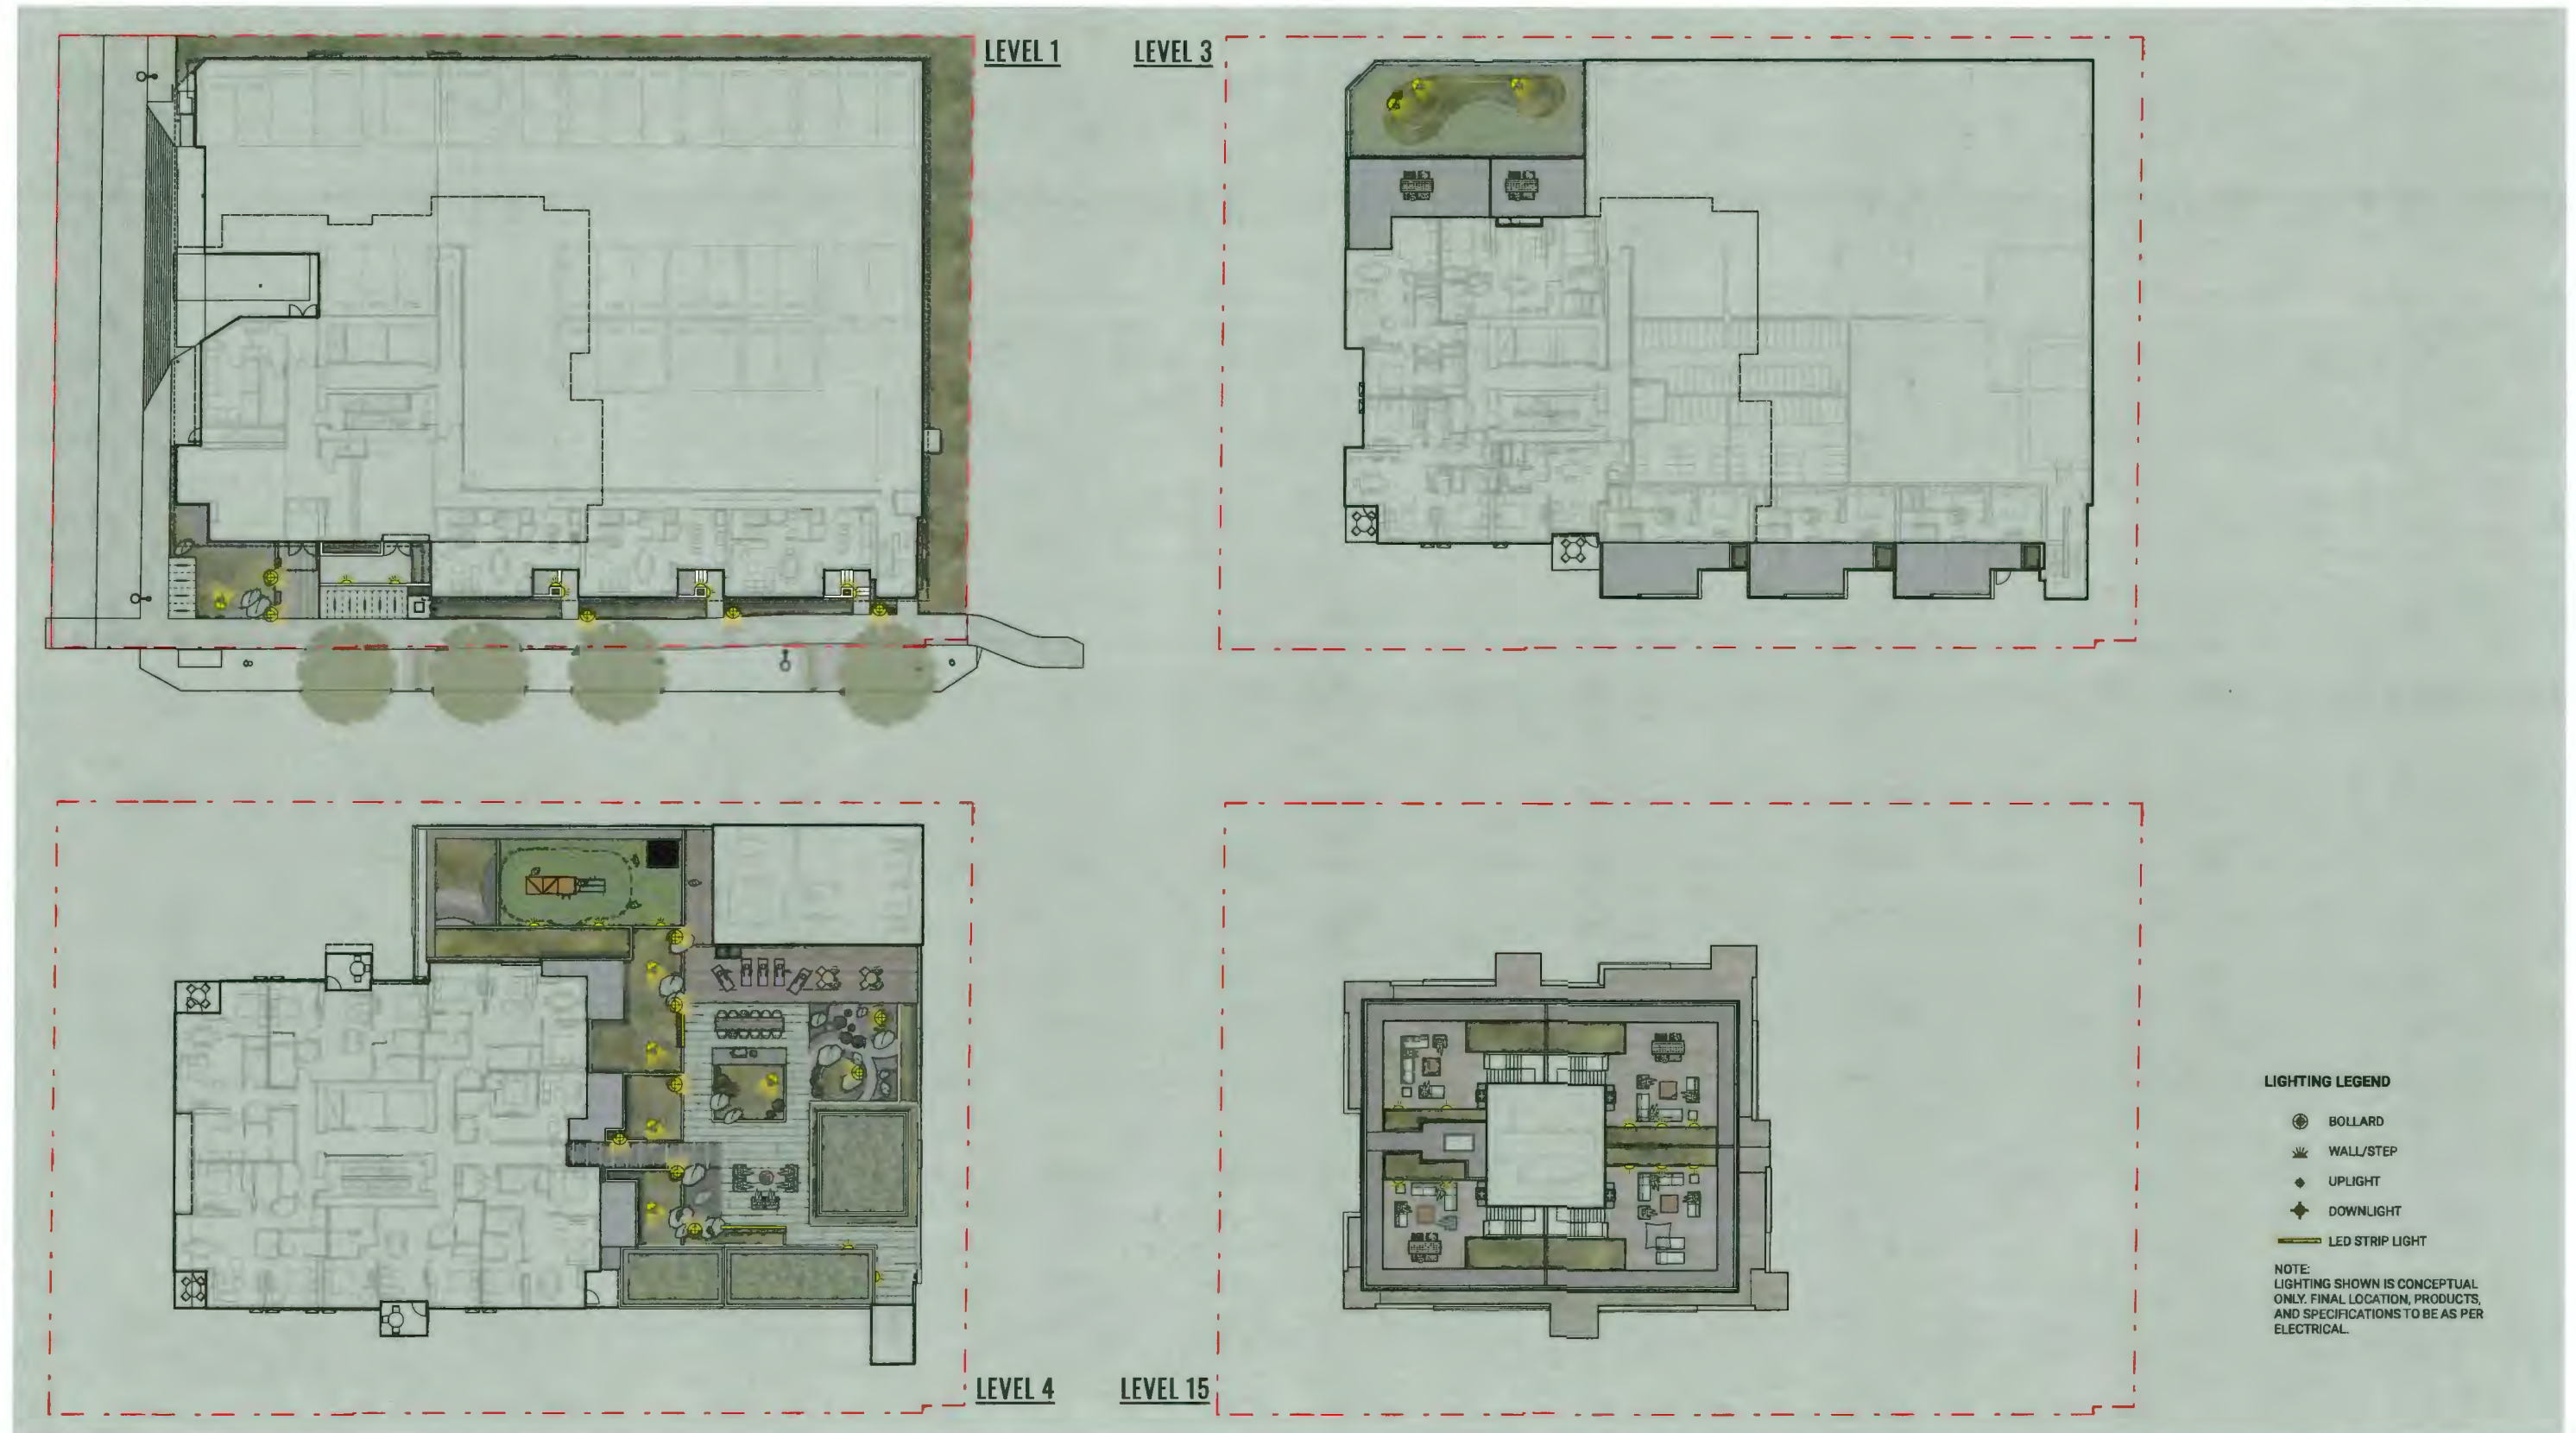 LEVEL 1
LEVEL 3
LEVEL 4
LEVEL 15
LIGHTING LEGEND
BOLLARD
WALL/STEP
UPLIGHT
DOWNLIGHT
LED STRIP LIGHT
NOTE:
LIGHTING SHOWN IS CONCEPTUAL
ONLY. FINAL LOCATION, PRODUCTS,
AND SPECIFICATIONS TO BE AS PER
ELECTRICAL.